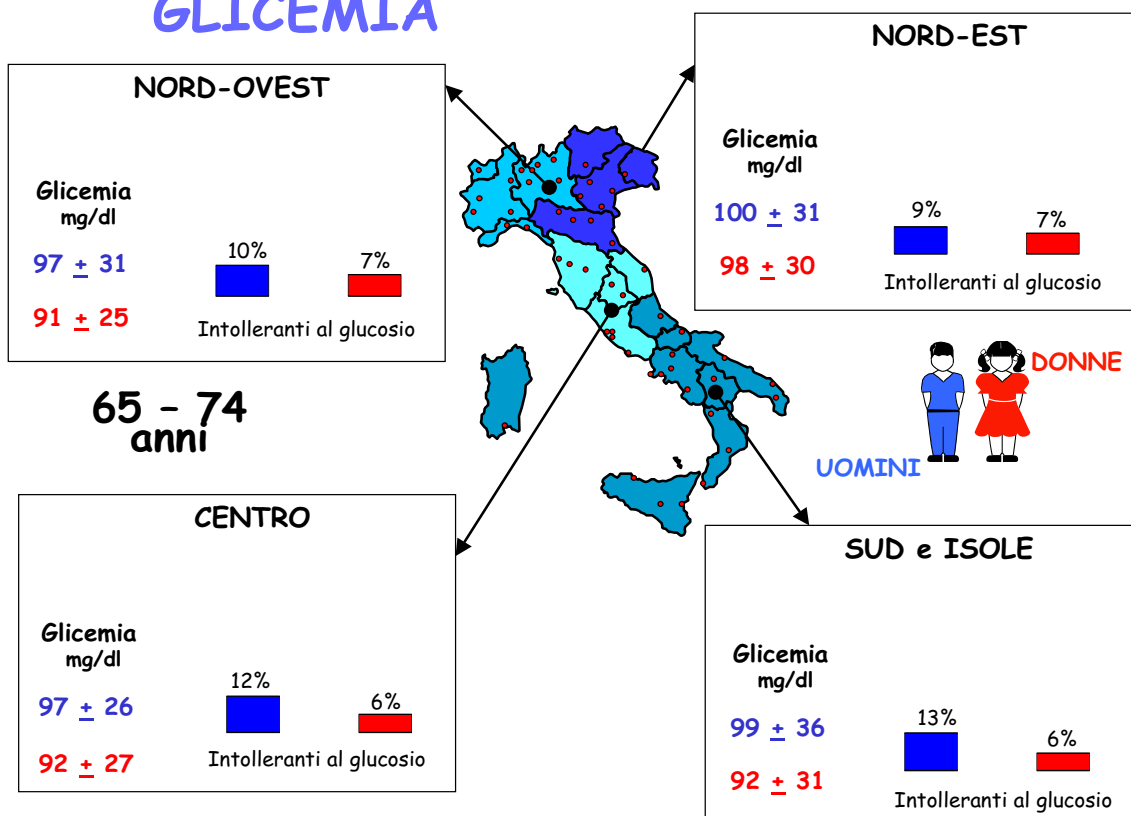 GLICEMIA
NORD-OVEST
Glicemia
mg/dl
97 ± 31
91 ± 25
10%
7%
Intolleranti al glucosio
NORD-EST
Glicemia
mg/dl
100 ± 31
98 ± 30
9%
7%
Intolleranti al glucosio
65 - 74
anni
DONNE
UOMINI
CENTRO
Glicemia
mg/dl
97 ± 26
92 ± 27
12%
6%
Intolleranti al glucosio
SUD e ISOLE
Glicemia
mg/dl
99 ± 36
92 ± 31
13%
6%
Intolleranti al glucosio